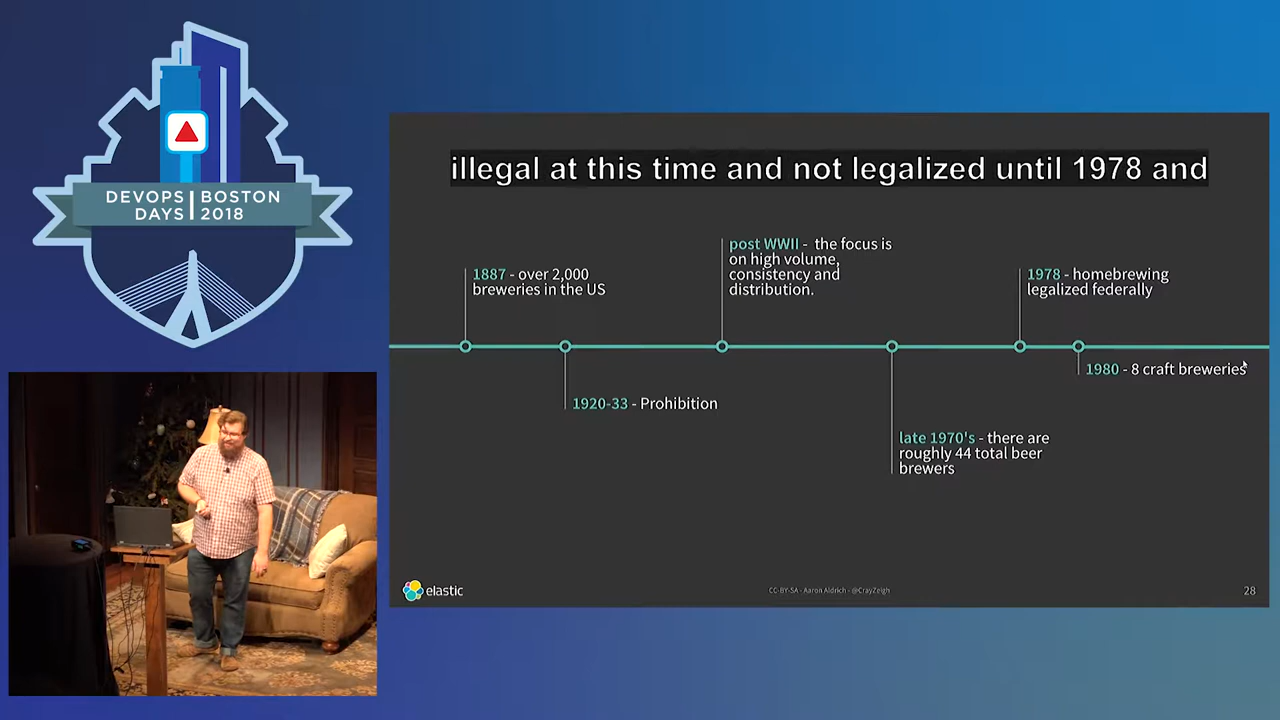 DEVOPS BOSTON
DAYS 2018
illegal at this time and not legalized until 1978 and
post WWII - the focus is
on high volume,
consistency and
distribution.
1887 - over 2,000
breweries in the US
1978 - homebrewing
legalized federally
1980 - 8 craft breweries
1920-33 - Prohibition
late 1970's - there are
roughly 44 total beer
brewers
elastic
CC-BY-SA - Aaron Aldrich - @CrayZeigh
28